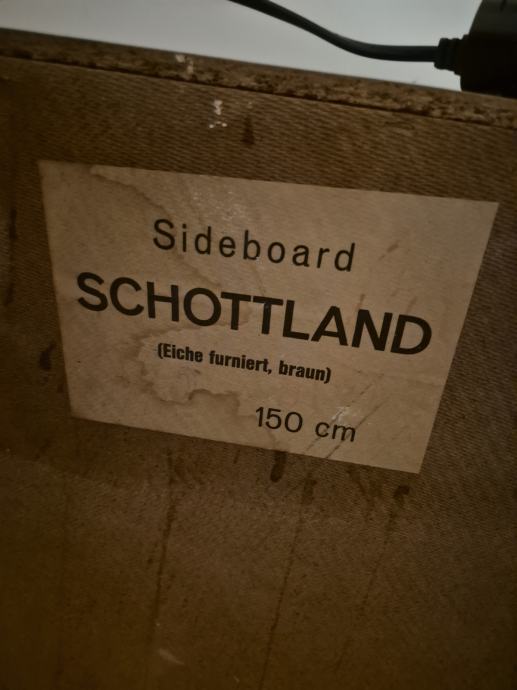 Sideboard
SCHOTTLAND
(Eiche furniert, braun)
150 cm